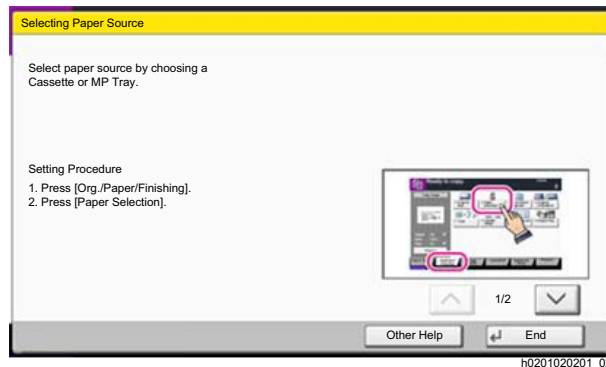 Selecting Paper Source
Select paper source by choosing a
Cassette or MP Tray.
Setting Procedure
1. Press [Org./Paper/Finishing].
2. Press [Paper Selection].
1/2
Other Help
End